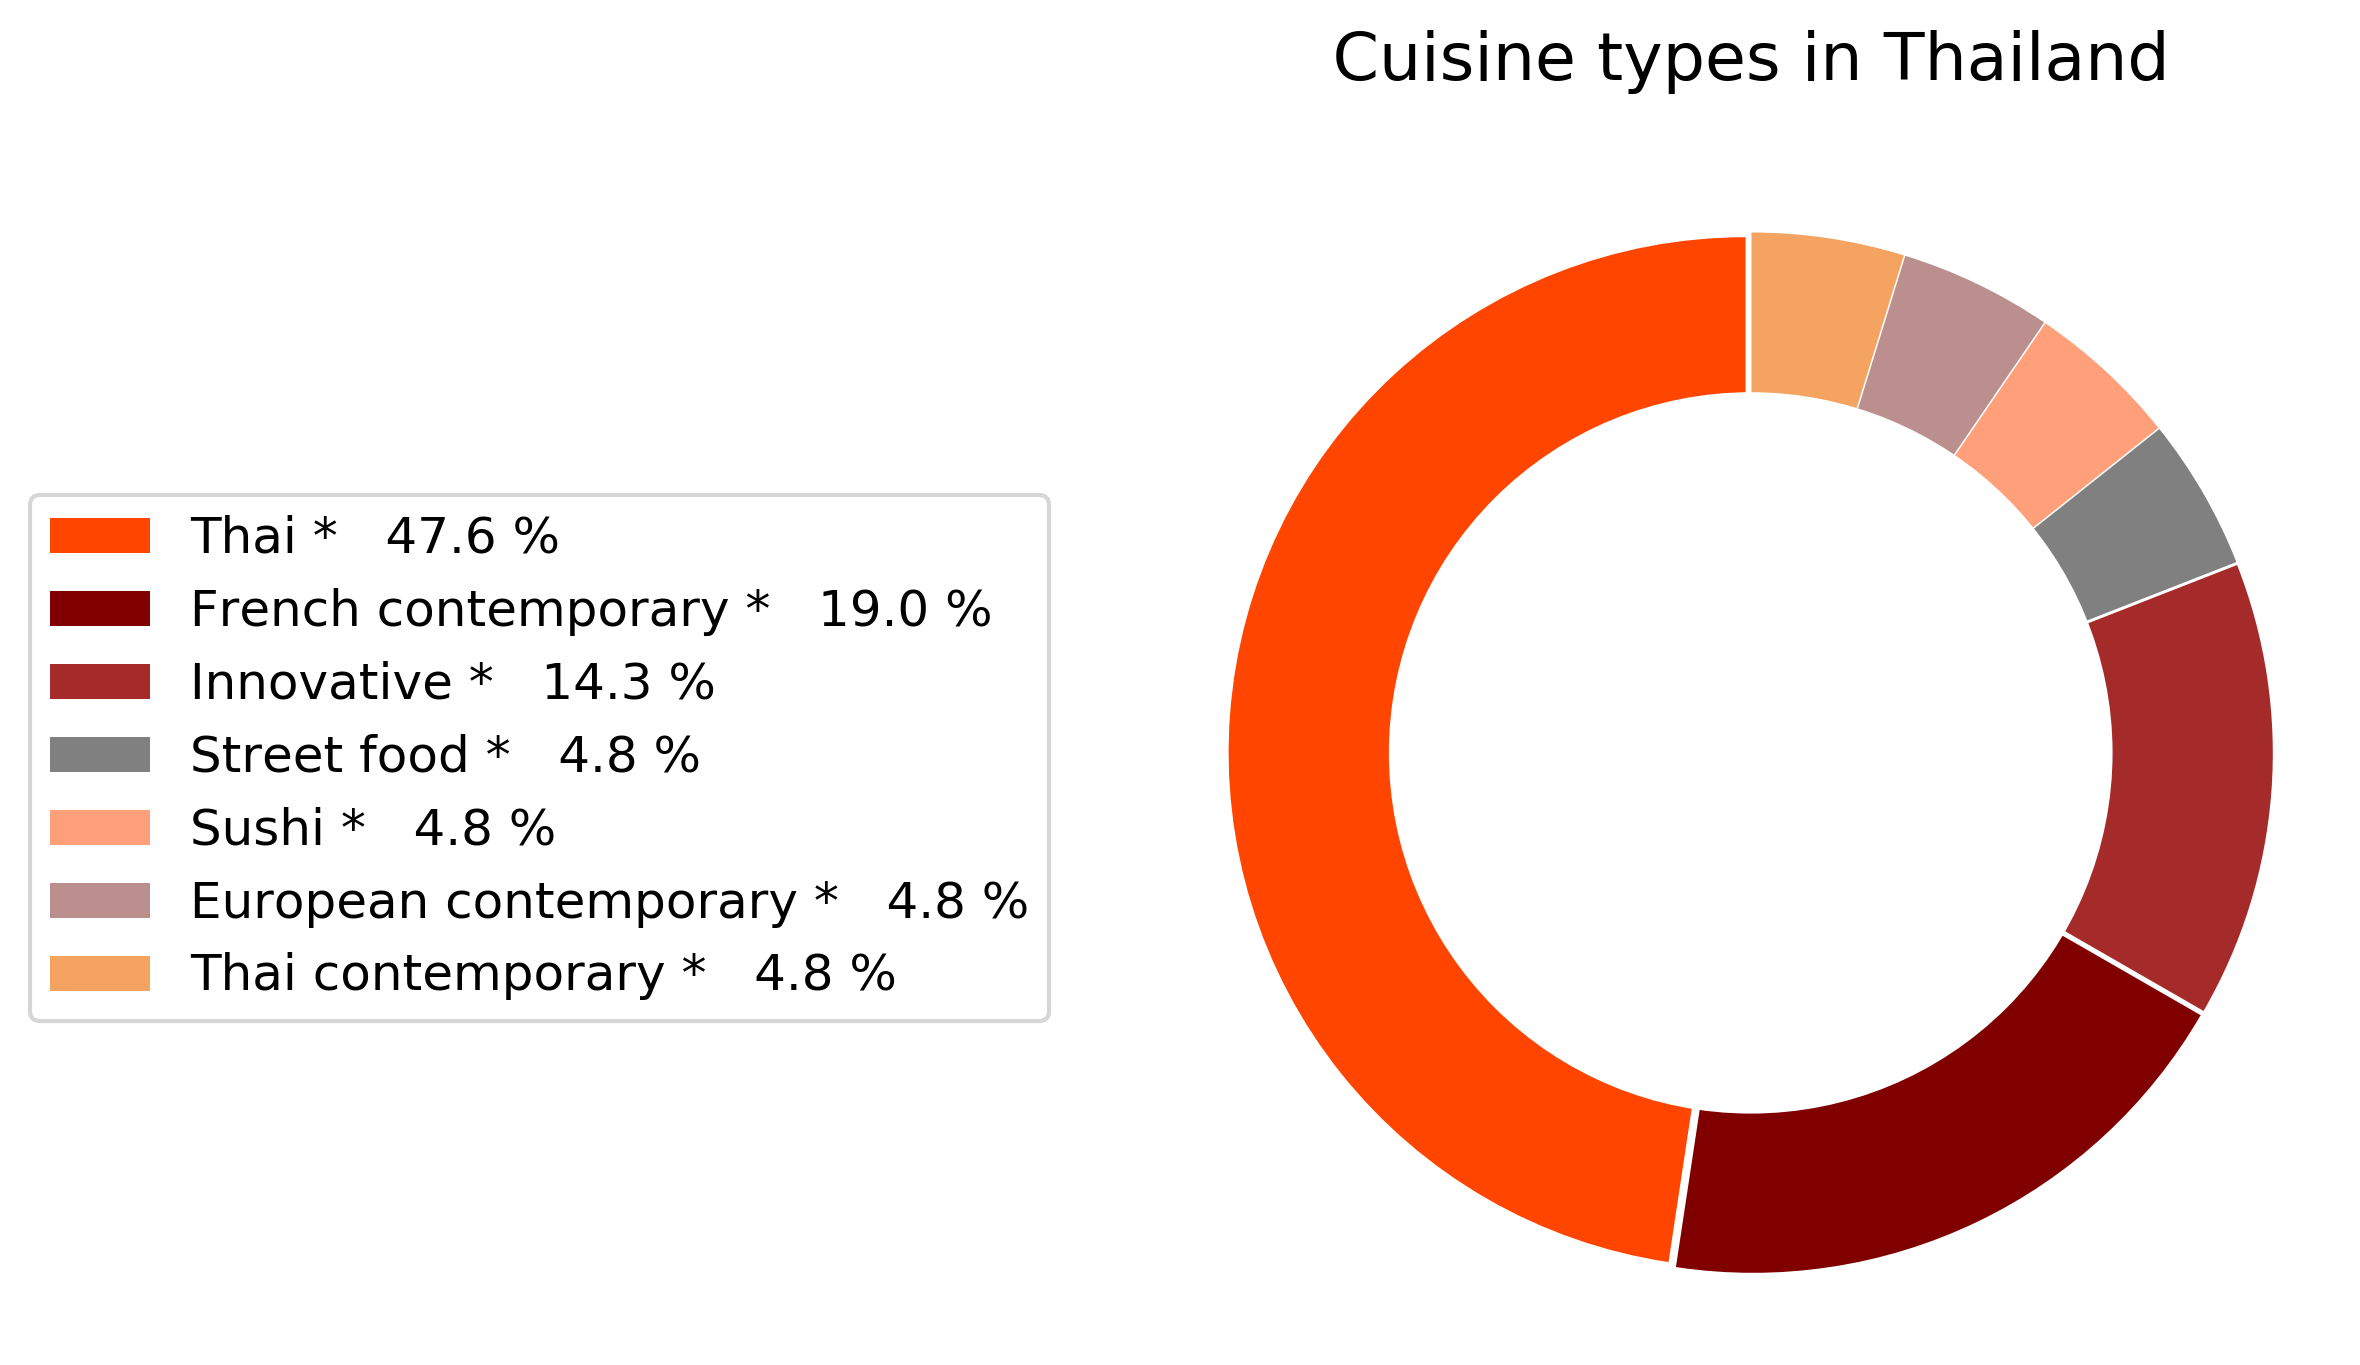 Cuisine types in Thailand
Thai *   47.6 %
French contemporary *   19.0 %
Innovative *   14.3 %
Street food *   4.8 %
Sushi *   4.8 %
European contemporary *   4.8 %
Thai contemporary *   4.8 %